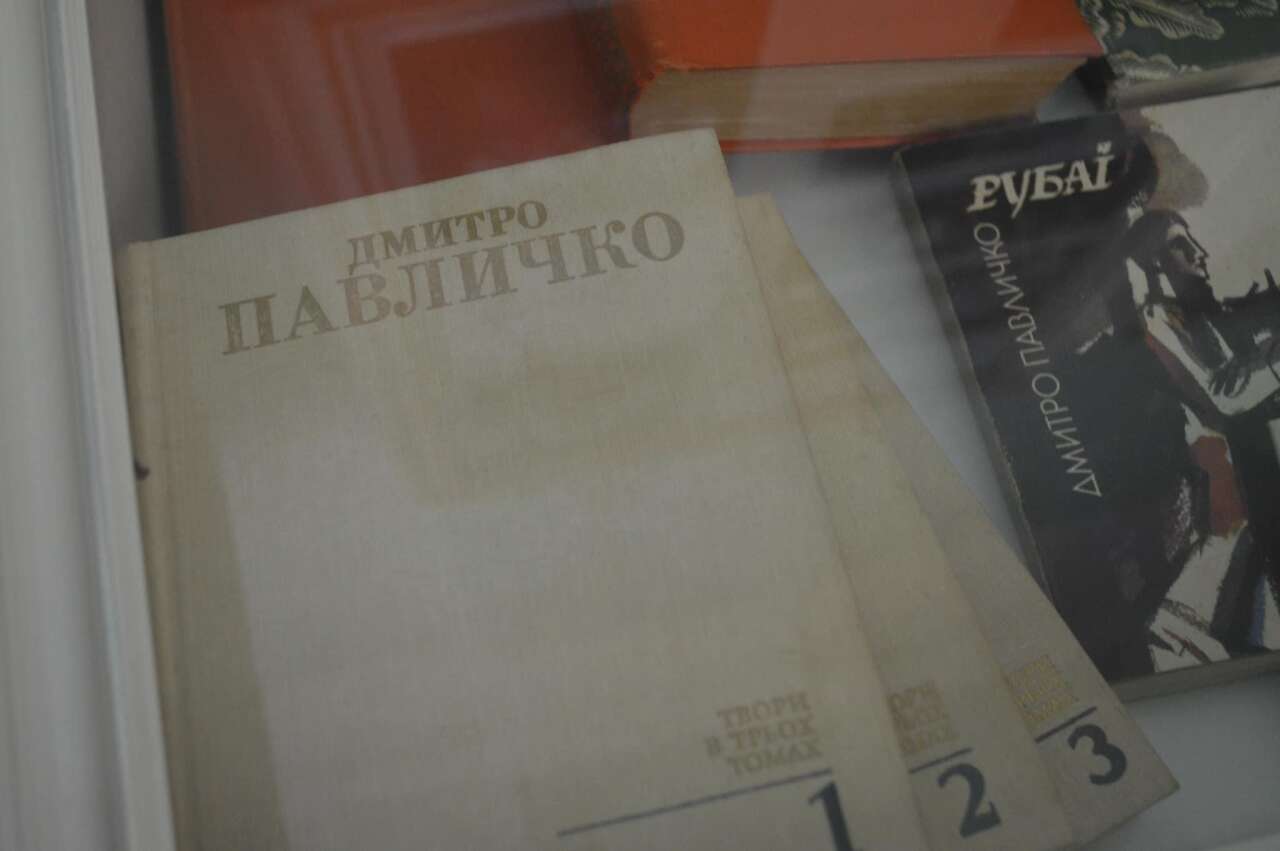 ДМИТРО
ПАВЛИЧКО
ТВОРИ
В ТРЬОХ
ТОМАХ
1
2
3
РУБАЇ
ДМИТРО ПАВЛИЧКО